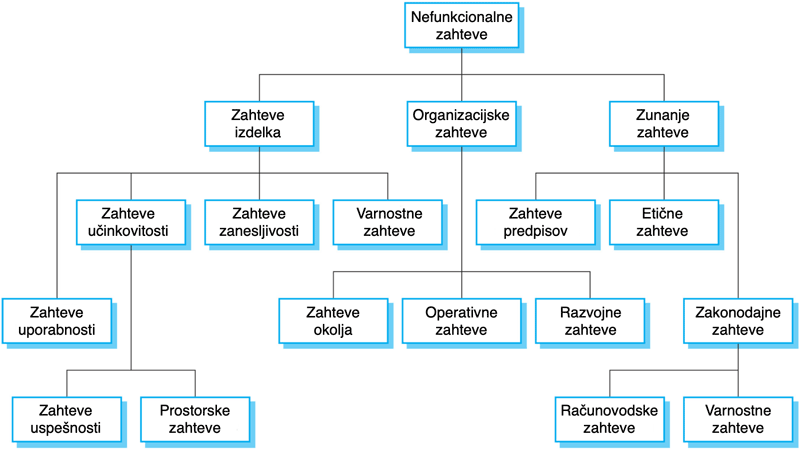 Nefunkcionalne
zahteve
Zahteve
izdelka
Organizacijske
zahteve
Zunanje
zahteve
Zahteve
učinkovitosti
Zahteve
zanesljivosti
Varnostne
zahteve
Zahteve
predpisov
Etične
zahteve
Zahteve
uporabnosti
Zahteve
okolja
Operativne
zahteve
Razvojne
zahteve
Zakonodajne
zahteve
Zahteve
uspešnosti
Prostorske
zahteve
Računovodske
zahteve
Varnostne
zahteve